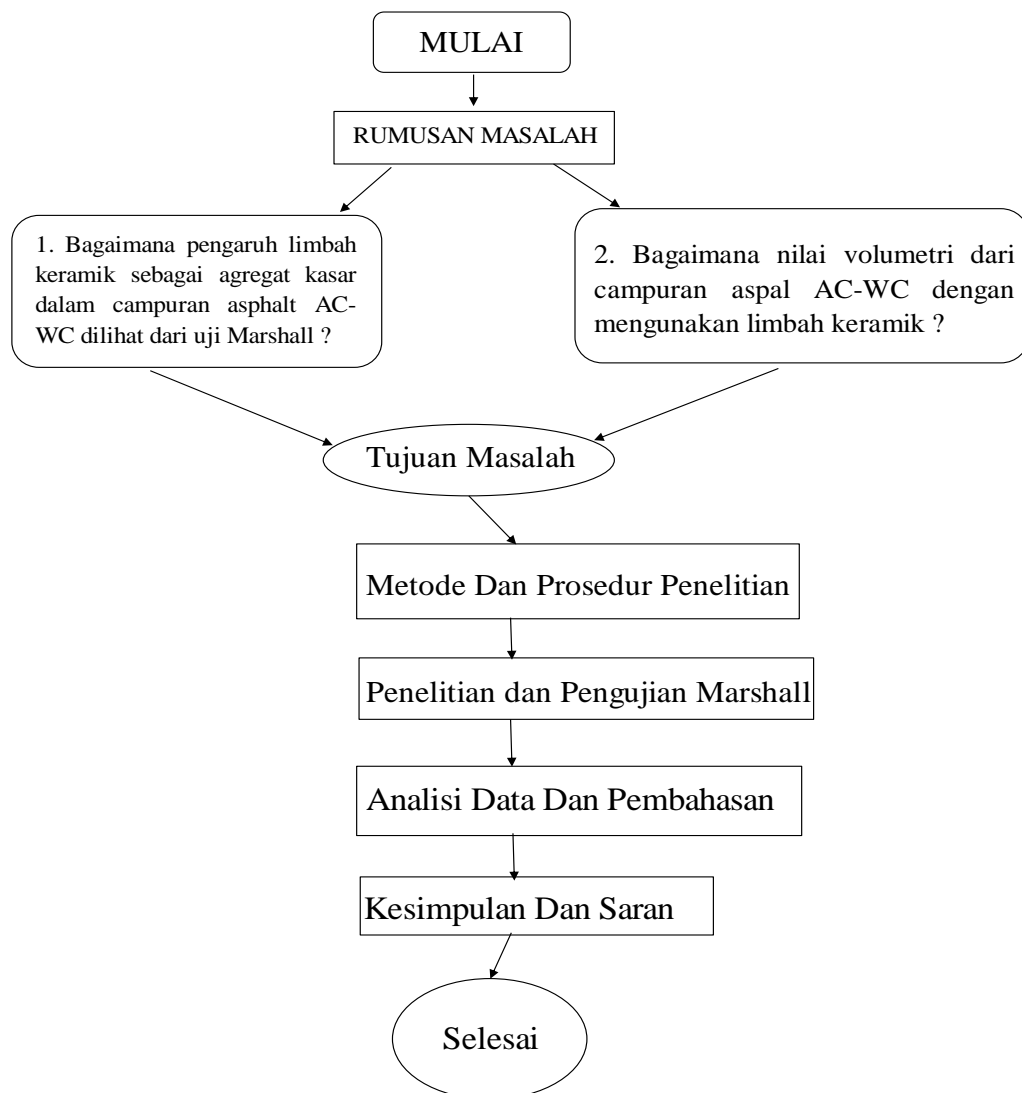 MULAI
RUMUSAN MASALAH
1. Bagaimana pengaruh limbah
keramik sebagai agregat kasar
dalam campuran asphalt AC-
WC dilihat dari uji Marshall ?
2. Bagaimana nilai volumetri dari
campuran aspal AC-WC dengan
mengunakan limbah keramik ?
Tujuan Masalah
Metode Dan Prosedur Penelitian
Penelitian dan Pengujian Marshall
Analisi Data Dan Pembahasan
Kesimpulan Dan Saran
Selesai